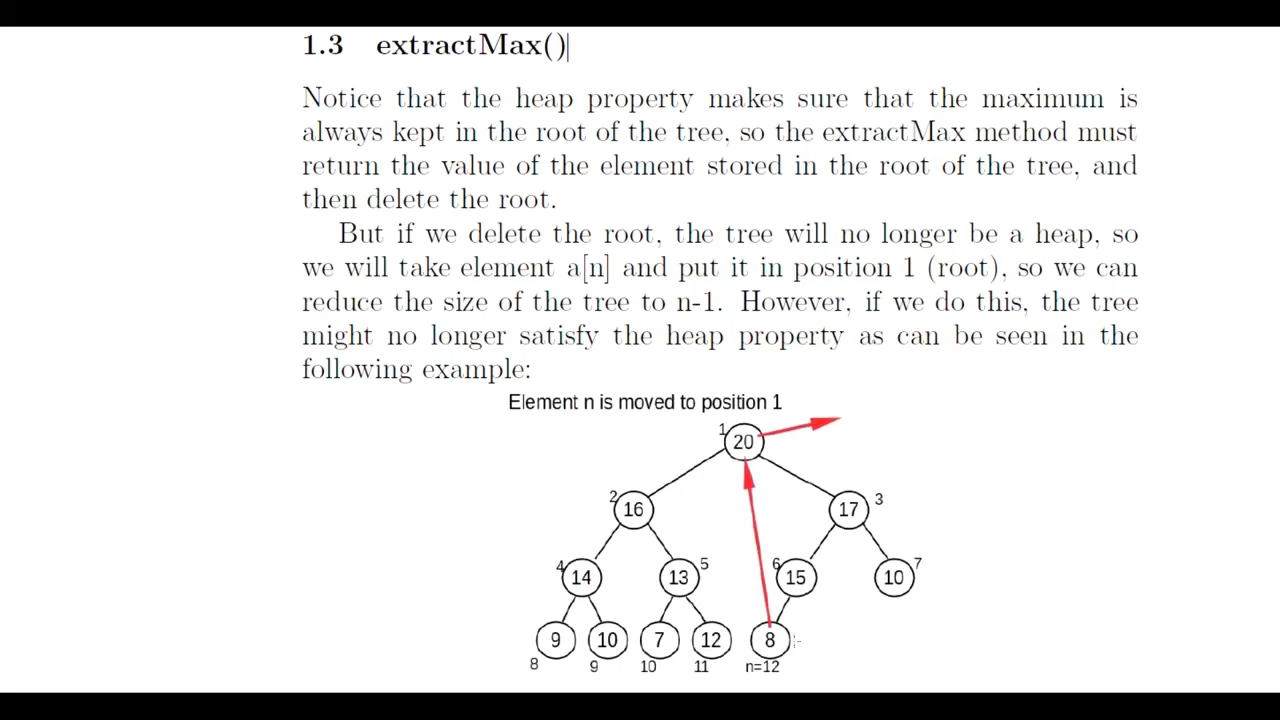 1.3 extractMax()
Notice that the heap property makes sure that the maximum is
always kept in the root of the tree, so the extractMax method must
return the value of the element stored in the root of the tree, and
then delete the root.
But if we delete the root, the tree will no longer be a heap, so
we will take element a[n] and put it in position 1 (root), so we can
reduce the size of the tree to n-1. However, if we do this, the tree
might no longer satisfy the heap property as can be seen in the
following example:
Element n is moved to position 1
1 20
2 16 17 3
4 14 13 5 6 15 10 7
9 10 7 12 8
8 9 10 11 n=12